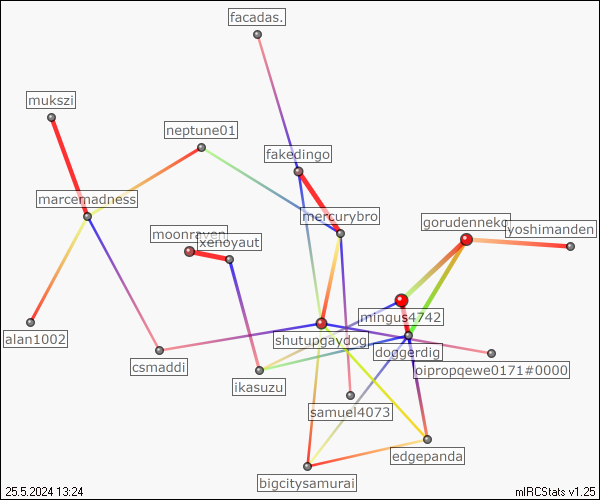 facadas.
mukszi
neptune01
fakedingo
marcemadness
mercurybro
gorudenneko
yoshimanden
moonraven
xenoyaut
mingus4742
alan1002
shutupgaydog
doggerdig
csmaddi
oipropqewe0171#0000
ikasuzu
samuel4073
edgepanda
bigcitysamurai
25.5.2024 13:24
mIRCStats v1.25